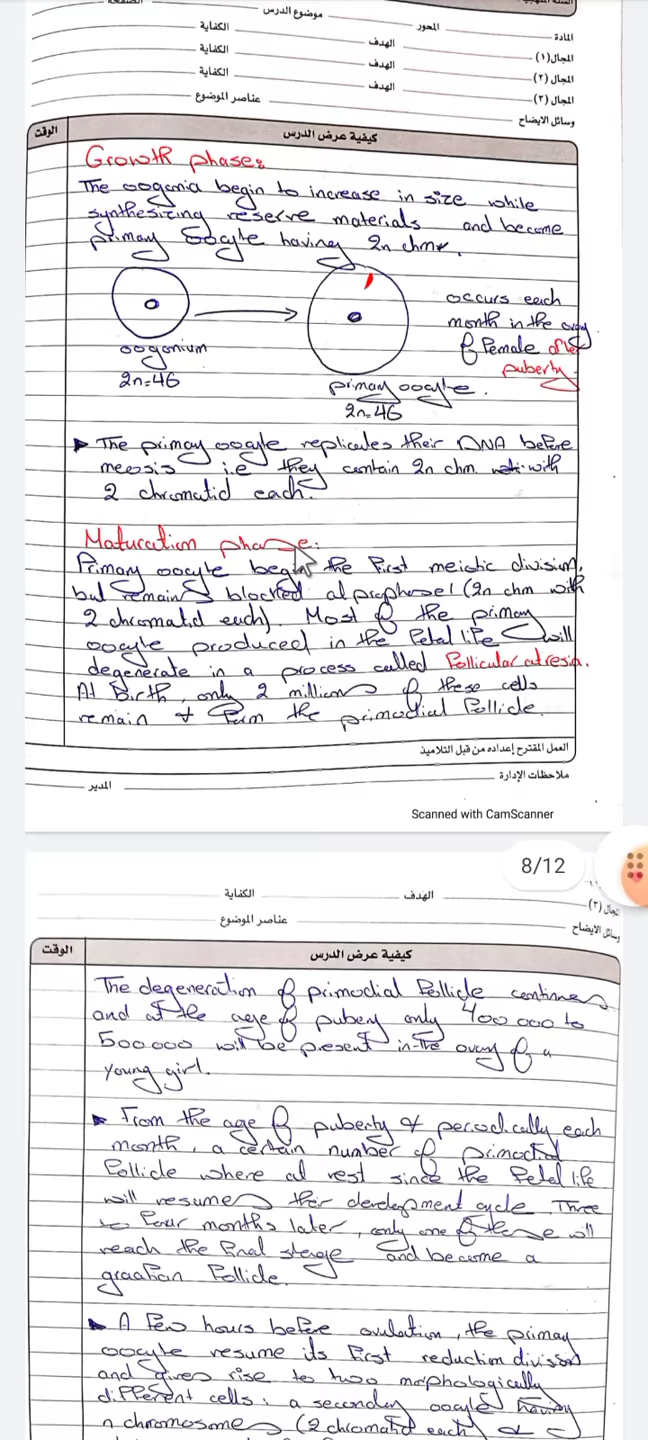 موضوع الدرس
المادة المحور
المجال (١) الهدف الكفاية
المجال (٢) الهدف الكفاية
المجال (٣) الهدف الكفاية
وسائل الايضاح عناصر الموضوع
كيفية عرض الدرس الوقت
Growth phase:
The oogonia begin to increase in size while
synthesizing reserve materials and become
primary oocyte having 2n chms.
occurs each
month in the ovary
of Female after
puberty
oogonium
2n=46
primary oocyte.
2n=46
The primary oocyte replicates their DNA before
meosis i.e they contain 2n chm with
2 chromatid each.
Maturation phase:
Primary oocyte begins the first meiotic division,
but remains blocked at prophase I (2n chm with
2 chromatid each). Most of the primary
oocyte produced in the fetal life will
degenerate in a process called Follicular atresia.
At Birth, only 2 millions of these cells
remain & form the primodial Follicle.
العمل المقترح إعداده من قبل التلاميذ
ملاحظات الإدارة
المدير
Scanned with CamScanner
8/12
(٣) الهدف الكفاية
وسائل الايضاح عناصر الموضوع
كيفية عرض الدرس الوقت
The degeneration of primodial Follicle continues
and at the age of puberty only 400 000 to
500 000 will be present in the ovary of a
young girl.
From the age of puberty & periodically each
month, a certain number of primodial
Follicle where at rest since the fetal life
will resume their development cycle. Three
to four months later, only one of these will
reach the final stage and become a
graafian Follicle.
A Few hours before ovulation, the primary
oocyte resume its first reduction division
and gives rise to two morphologically
different cells: a secondary oocyte having
n chromosomes (2 chromatid each) &